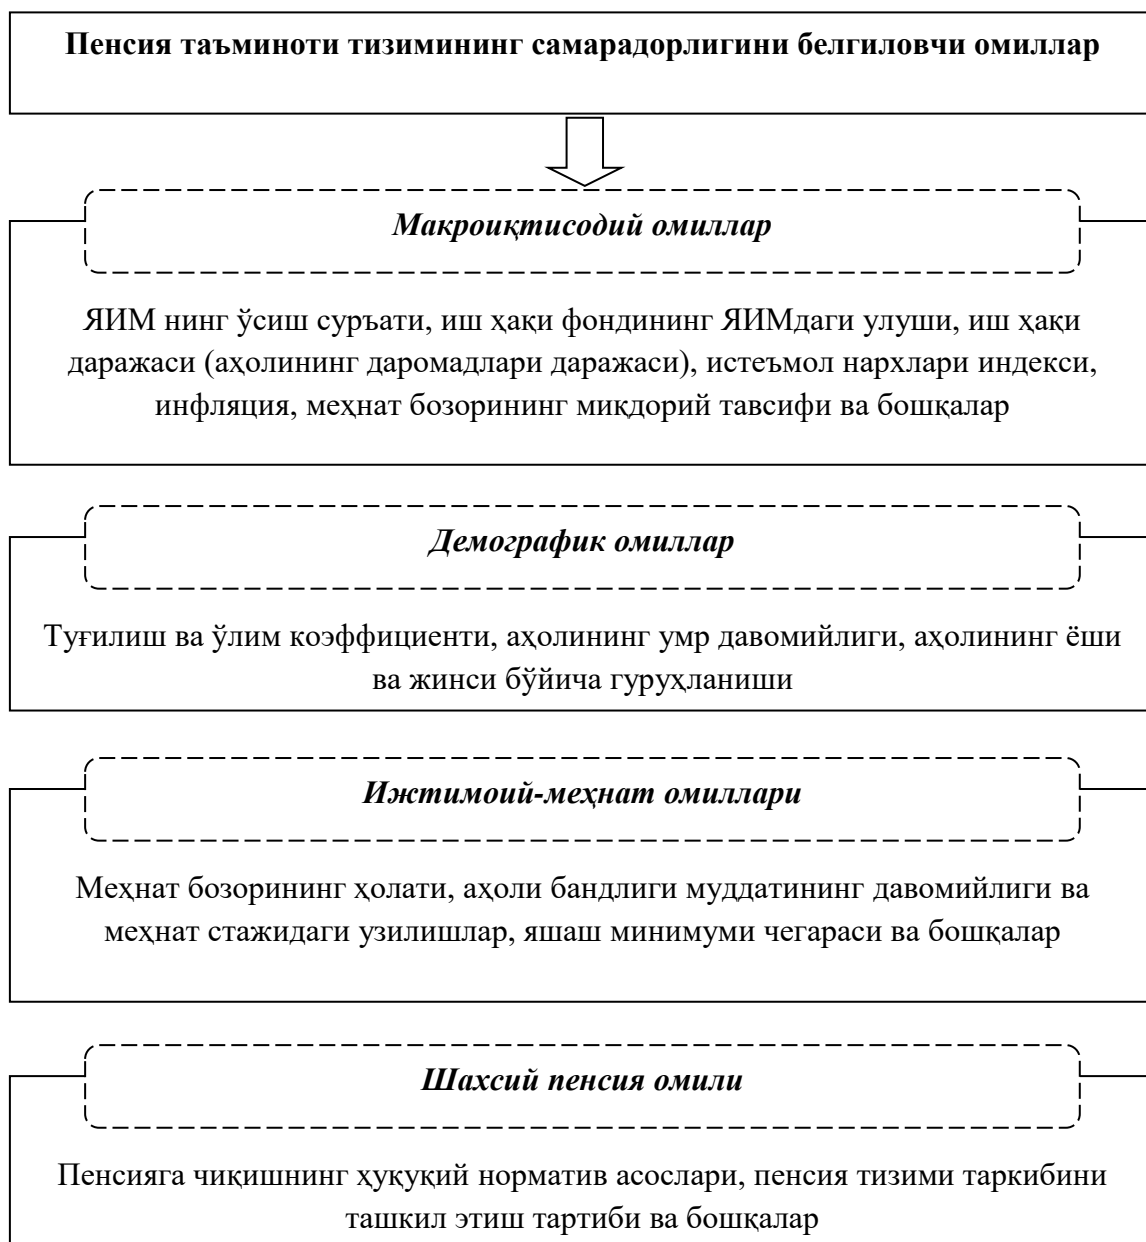 Пенсия таъминоти тизимининг самарадорлигини белгиловчи омиллар
Макроиқтисодий омиллар
ЯИМ нинг ўсиш суръати, иш ҳақи фондининг ЯИМдаги улуши, иш ҳақи
даражаси (аҳолининг даромадлари даражаси), истеъмол нархлари индекси,
инфляция, меҳнат бозорининг миқдорий тавсифи ва бошқалар
Демографик омиллар
Туғилиш ва ўлим коэффициенти, аҳолининг умр давомийлиги, аҳолининг ёши
ва жинси бўйича гуруҳланиши
Ижтимоий-меҳнат омиллари
Меҳнат бозорининг ҳолати, аҳоли бандлиги муддатининг давомийлиги ва
меҳнат стажидаги узилишлар, яшаш минимуми чегараси ва бошқалар
Шахсий пенсия омили
Пенсияга чиқишнинг ҳуқуқий норматив асослари, пенсия тизими таркибини
ташкил этиш тартиби ва бошқалар